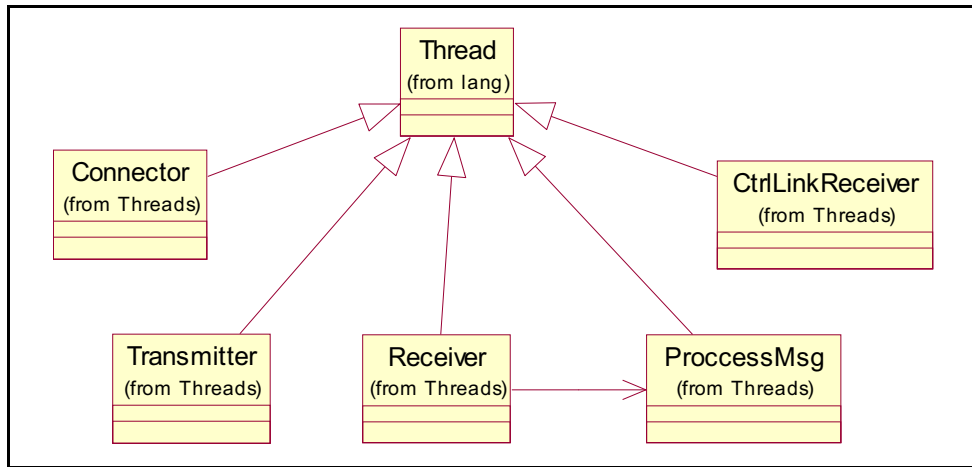 Thread
(from lang)
Connector
(from Threads)
CtrlLinkReceiver
(from Threads)
Transmitter
(from Threads)
Receiver
(from Threads)
ProccessMsg
(from Threads)